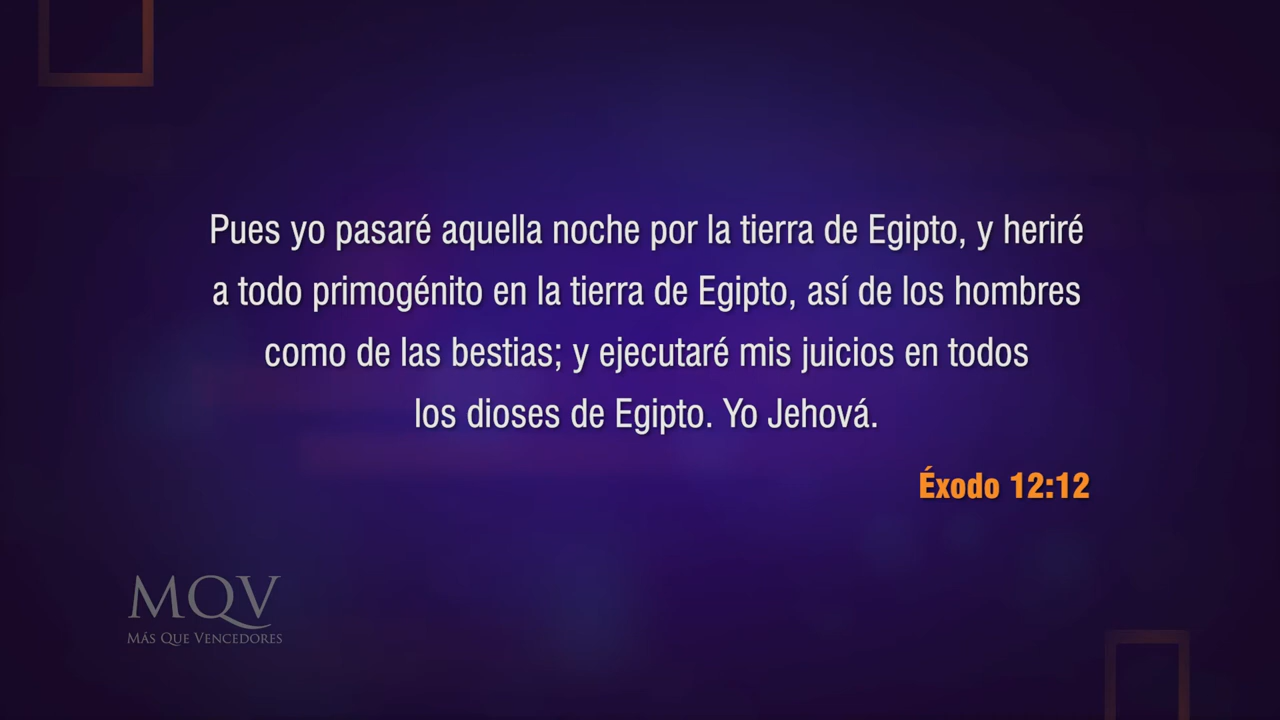 Pues yo pasaré aquella noche por la tierra de Egipto, y heriré
a todo primogénito en la tierra de Egipto, así de los hombres
como de las bestias; y ejecutaré mis juicios en todos
los dioses de Egipto. Yo Jehová.
Éxodo 12:12
MQV
MÁS QUE VENCEDORES